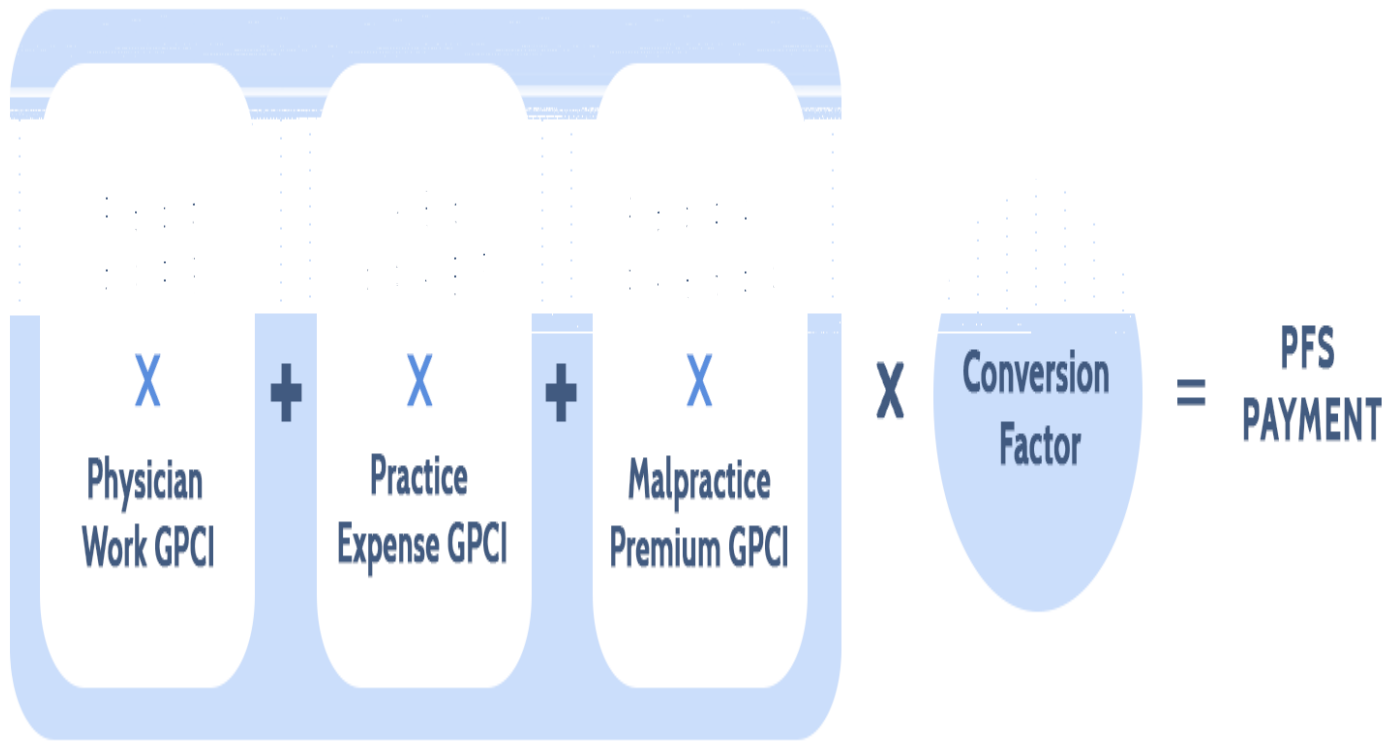 X
Physician
Work GPCI
+
X
Practice
Expense GPCI
+
X
Malpractice
Premium GPCI
X
Conversion
Factor
=
PFS
PAYMENT